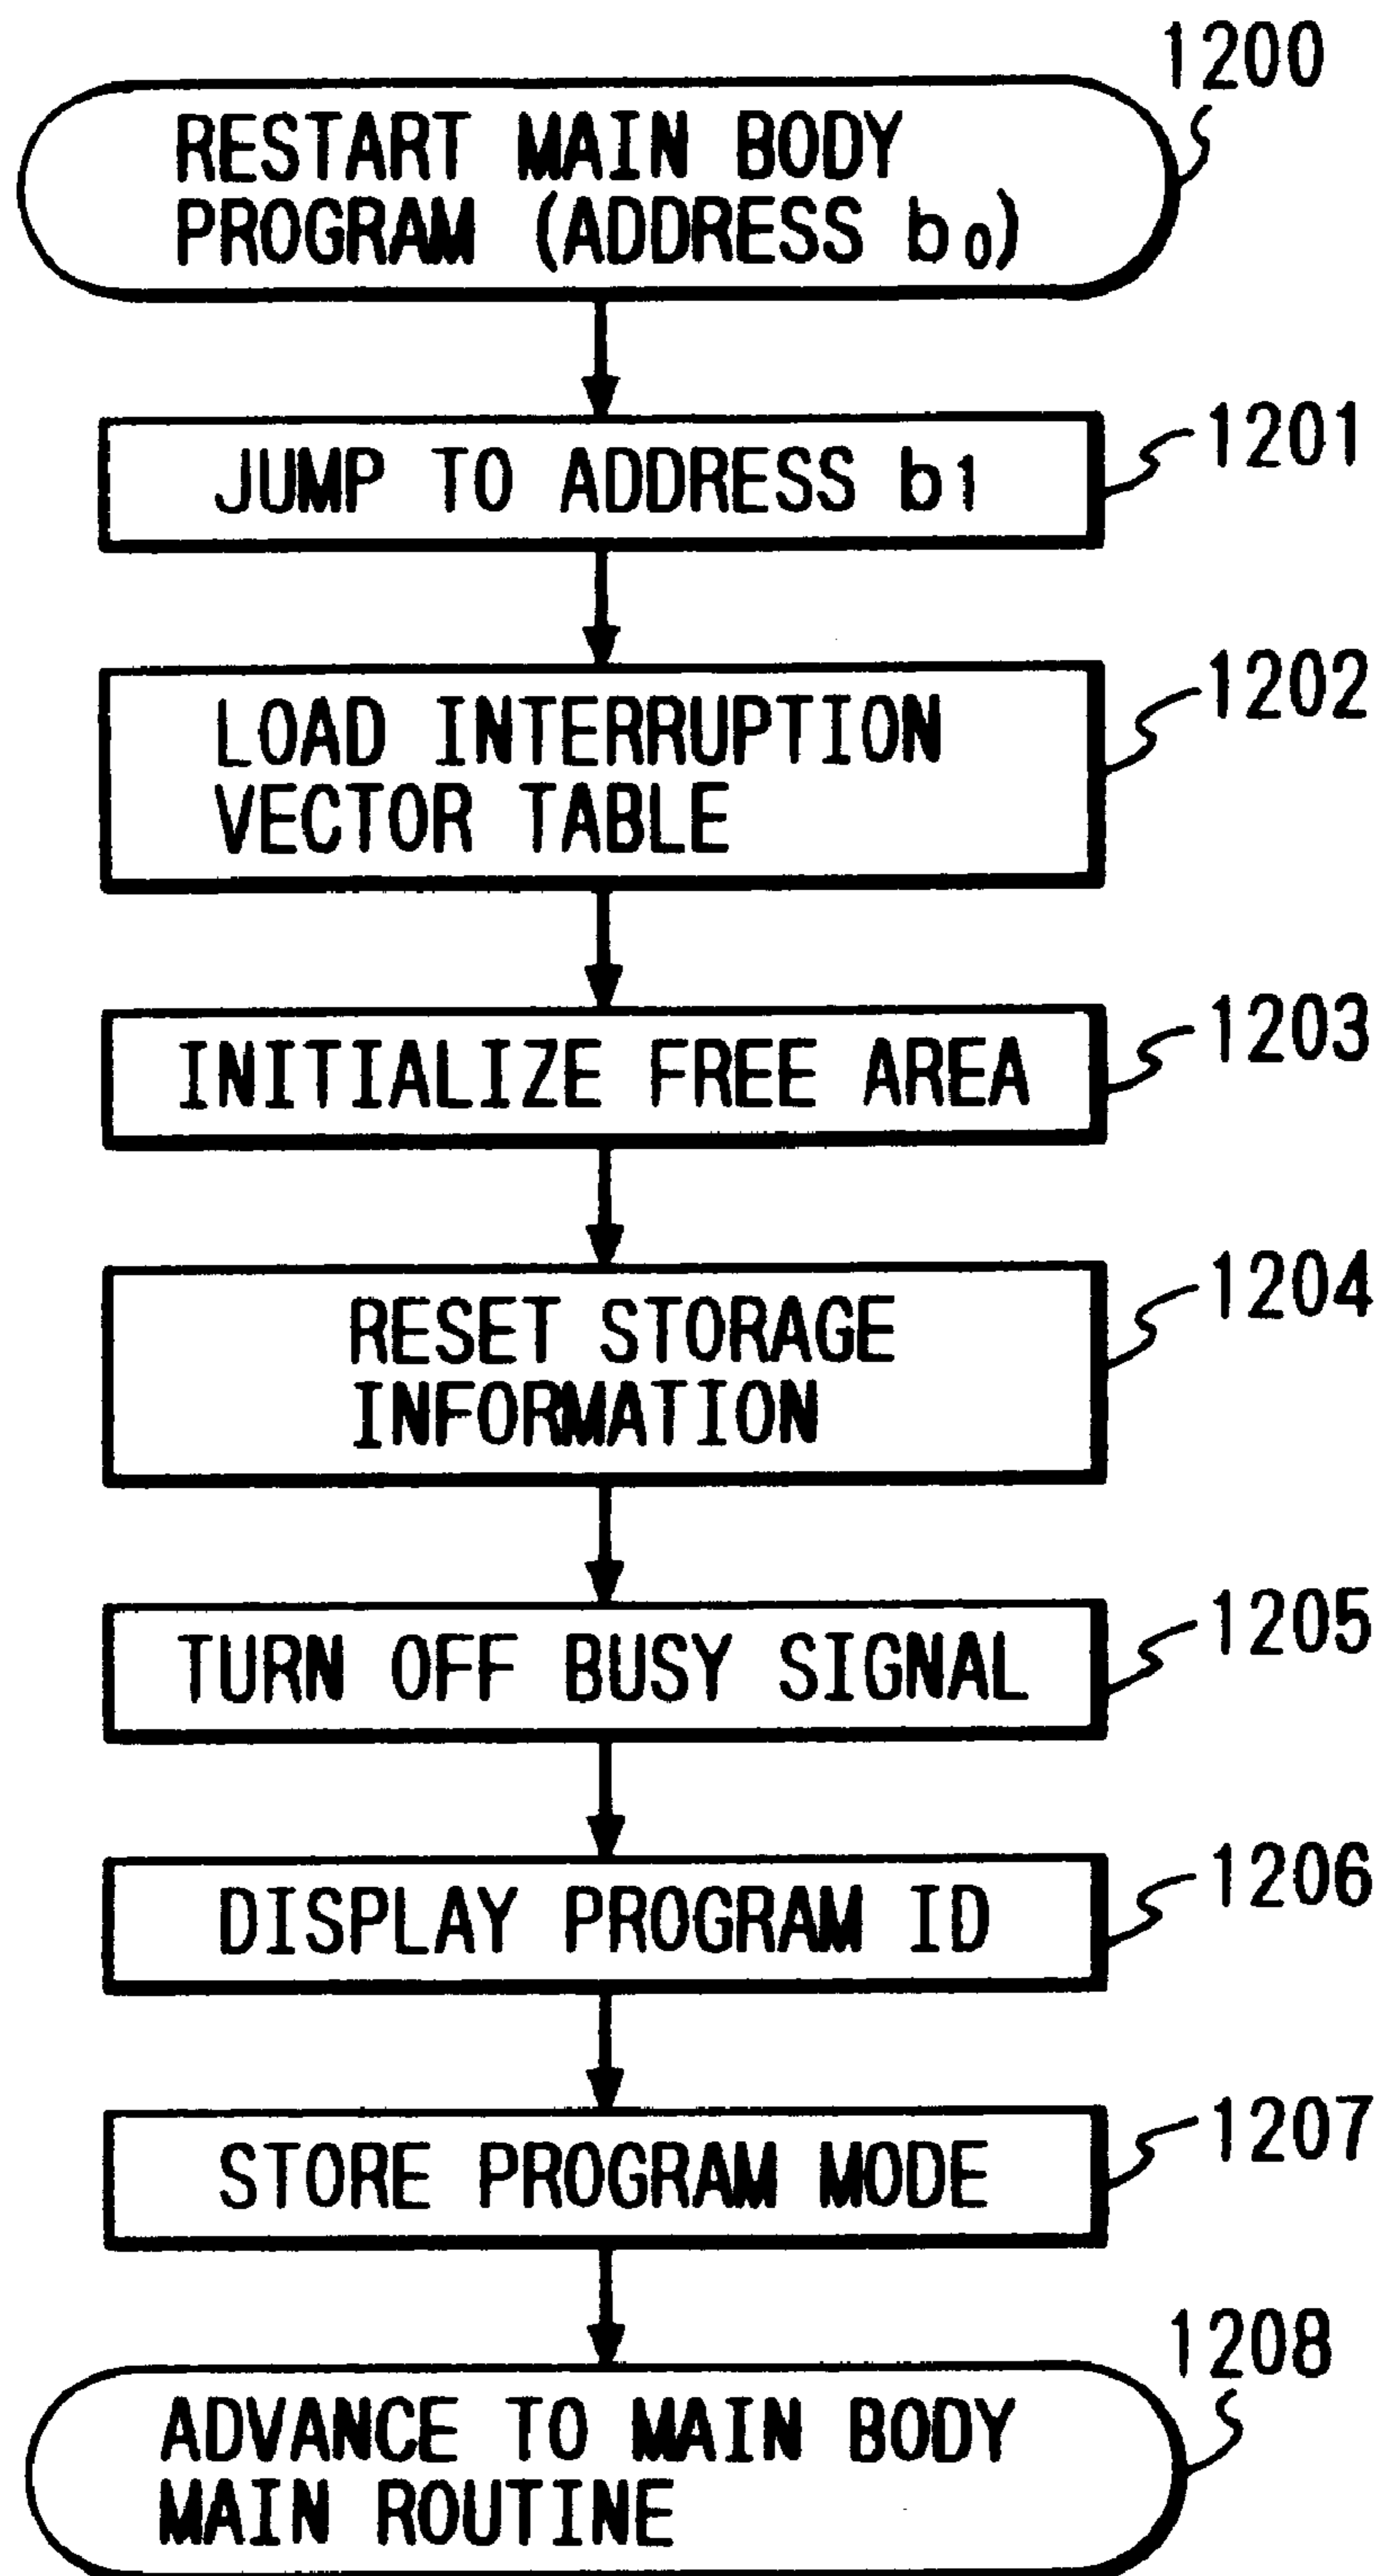 1200
RESTART MAIN BODY
PROGRAM (ADDRESS b0)
JUMP TO ADDRESS b1
1201
LOAD INTERRUPTION
VECTOR TABLE
1202
INITIALIZE FREE AREA
1203
RESET STORAGE
INFORMATION
1204
TURN OFF BUSY SIGNAL
1205
DISPLAY PROGRAM ID
1206
STORE PROGRAM MODE
1207
1208
ADVANCE TO MAIN BODY
MAIN ROUTINE